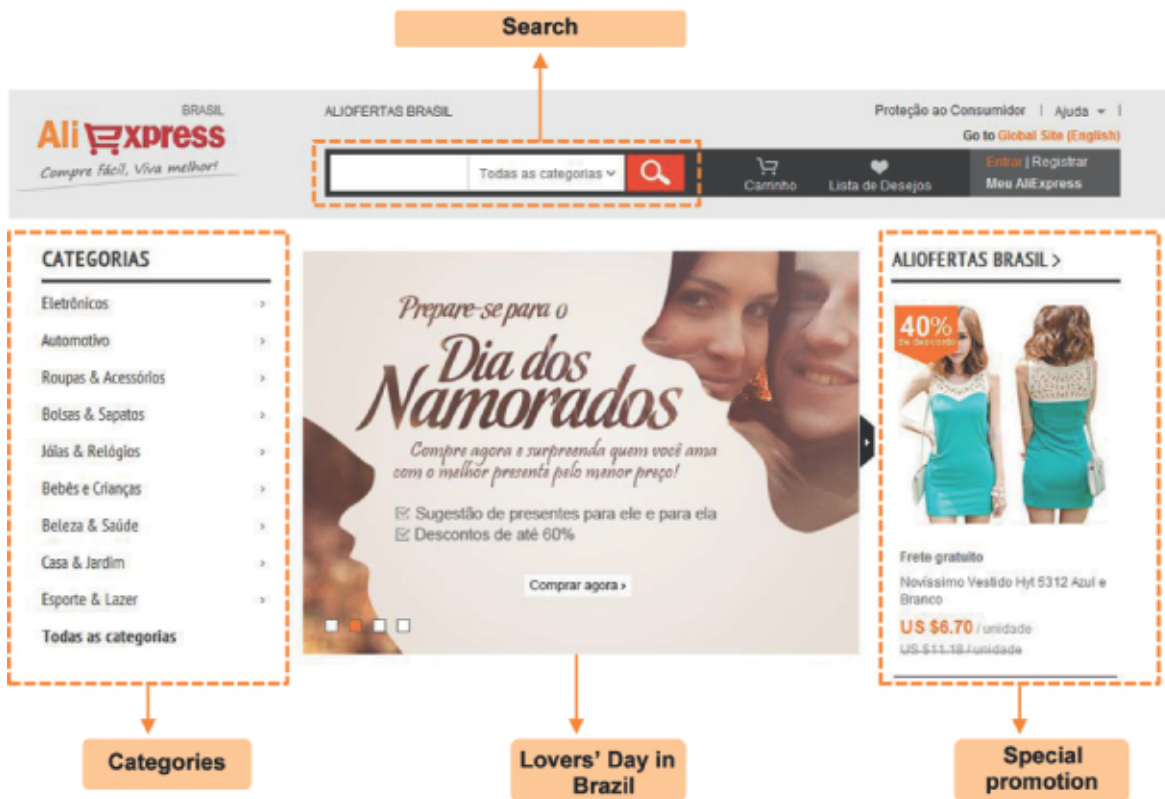 Search
BRASIL
AliExpress
Compre fácil, Viva melhor!
ALIOFERTAS BRASIL
Proteção ao Consumidor | Ajuda |
Go to Global Site (English)
Todas as categorias
Carrinho
Lista de Desejos
Entrar | Registrar
Meu AliExpress
CATEGORIAS
Eletrônicos
Automotivo
Roupas & Acessórios
Bolsas & Sapatos
Jóias & Relógios
Bebês e Crianças
Beleza & Saúde
Casa & Jardim
Esporte & Lazer
Todas as categorias
Prepare-se para o
Dia dos
Namorados
Compre agora e surpreenda quem você ama
com o melhor presente pelo menor preço!
Sugestão de presentes para ele e para ela
Descontos de até 60%
Comprar agora ›
ALIOFERTAS BRASIL >
40%
de desconto
Frete gratuito
Novíssimo Vestido Hyt 5312 Azul e
Branco
US $6.70 / unidade
US $11.18 / unidade
Categories
Lovers' Day in
Brazil
Special
promotion